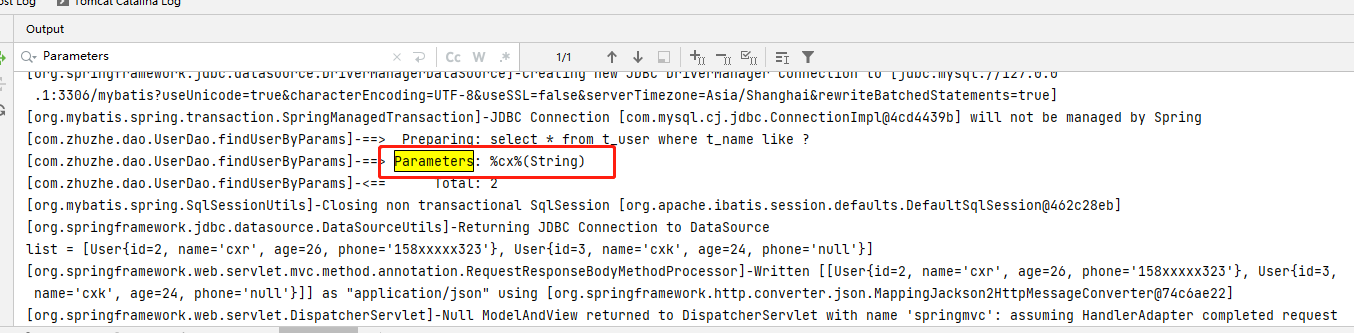 ost Log Tomcat Catalina Log
Output
Parameters Cc W .* 1/1
[org.springframework.jdbc.datasource.DriverManagerDataSource]-Creating new JDBC DriverManager Connection to [jdbc:mysql://127.0.0
.1:3306/mybatis?useUnicode=true&characterEncoding=UTF-8&useSSL=false&serverTimezone=Asia/Shanghai&rewriteBatchedStatements=true]
[org.mybatis.spring.transaction.SpringManagedTransaction]-JDBC Connection [com.mysql.cj.jdbc.ConnectionImpl@4cd4439b] will not be managed by Spring
[com.zhuzhe.dao.UserDao.findUserByParams]-==>  Preparing: select * from t_user where t_name like ?
[com.zhuzhe.dao.UserDao.findUserByParams]-==> Parameters: %cx%(String)
[com.zhuzhe.dao.UserDao.findUserByParams]-<==      Total: 2
[org.mybatis.spring.SqlSessionUtils]-Closing non transactional SqlSession [org.apache.ibatis.session.defaults.DefaultSqlSession@462c28eb]
[org.springframework.jdbc.datasource.DataSourceUtils]-Returning JDBC Connection to DataSource
list = [User{id=2, name='cxr', age=26, phone='158xxxxx323'}, User{id=3, name='cxk', age=24, phone='null'}]
[org.springframework.web.servlet.mvc.method.annotation.RequestResponseBodyMethodProcessor]-Written [[User{id=2, name='cxr', age=26, phone='158xxxxx323'}, User{id=3,
name='cxk', age=24, phone='null'}]] as "application/json" using [org.springframework.http.converter.json.MappingJackson2HttpMessageConverter@74c6ae22]
[org.springframework.web.servlet.DispatcherServlet]-Null ModelAndView returned to DispatcherServlet with name 'springmvc': assuming HandlerAdapter completed request